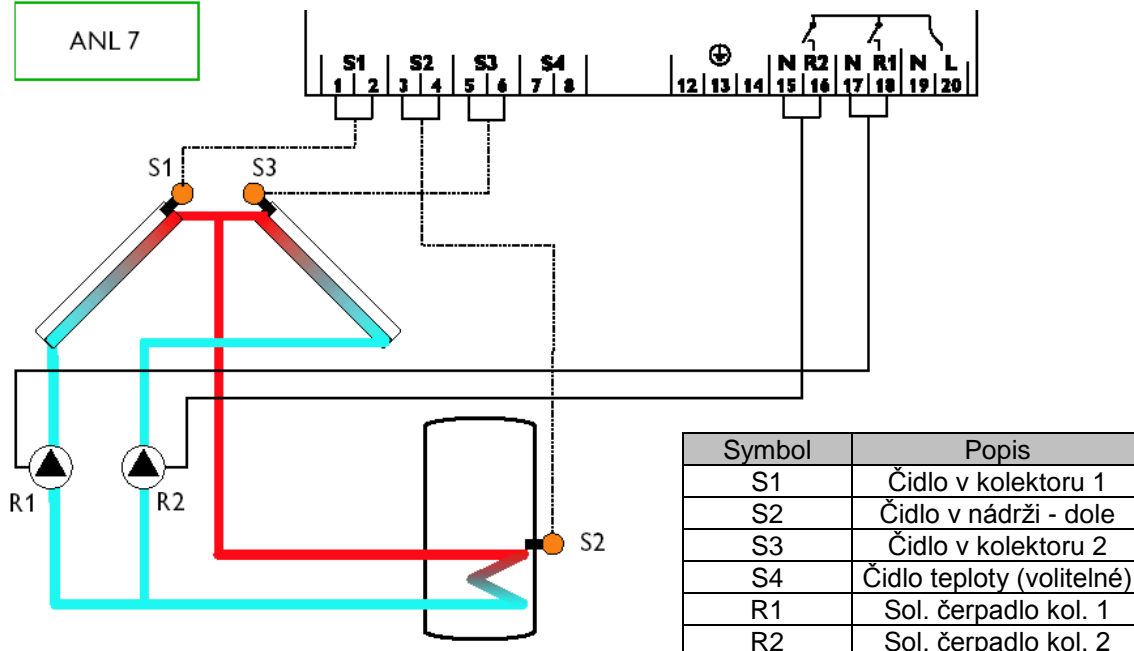 ANL 7
S1 S2 S3 S4 N R2 N R1 N L
1 2 3 4 5 6 7 8 12 13 14 15 16 17 18 19 20
S1 S3
R1 R2
S2
Symbol Popis
S1 Čidlo v kolektoru 1
S2 Čidlo v nádrži - dole
S3 Čidlo v kolektoru 2
S4 Čidlo teploty (volitelné)
R1 Sol. čerpadlo kol. 1
R2 Sol. čerpadlo kol. 2